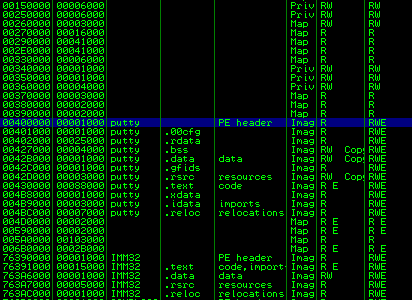 00150000 00006000 Priv RW RW
00250000 00006000 Priv RW RW
00260000 00003000 Map RW RW
00270000 00016000 Map R R
00290000 00041000 Map R R
002E0000 00041000 Map R R
00330000 00006000 Map R R
00340000 00001000 Priv RW RW
00350000 00001000 Priv RW RW
00360000 00004000 Priv RW RW
00370000 00003000 Map R R
00380000 00002000 Map R R
00390000 00002000 Map R R
00400000 00001000 putty PE header Imag R RWE
00401000 00001000 putty .00cfg Imag R RWE
00402000 00025000 putty .rdata Imag R RWE
00427000 00004000 putty .bss Imag RW Cop RWE
0042B000 00001000 putty .data data Imag RW Cop RWE
0042C000 00001000 putty .gfids Imag R RWE
0042D000 00003000 putty .rsrc resources Imag RW Cop RWE
00430000 00088000 putty .text code Imag R E RWE
004B8000 00001000 putty .xdata Imag R RWE
004B9000 00003000 putty .idata imports Imag R RWE
004BC000 00007000 putty .reloc relocations Imag R RWE
004D0000 00002000 Map R E R E
00590000 00002000 Map R E R E
005A0000 00103000 Map R R
006B0000 0002B000 Map R E R E
76390000 00001000 IMM32 PE header Imag R RWE
76391000 00015000 IMM32 .text code,import Imag R E RWE
763A6000 00001000 IMM32 .data data Imag RW RWE
763A7000 00005000 IMM32 .rsrc resources Imag R RWE
763AC000 00001000 IMM32 .reloc relocations Imag R RWE